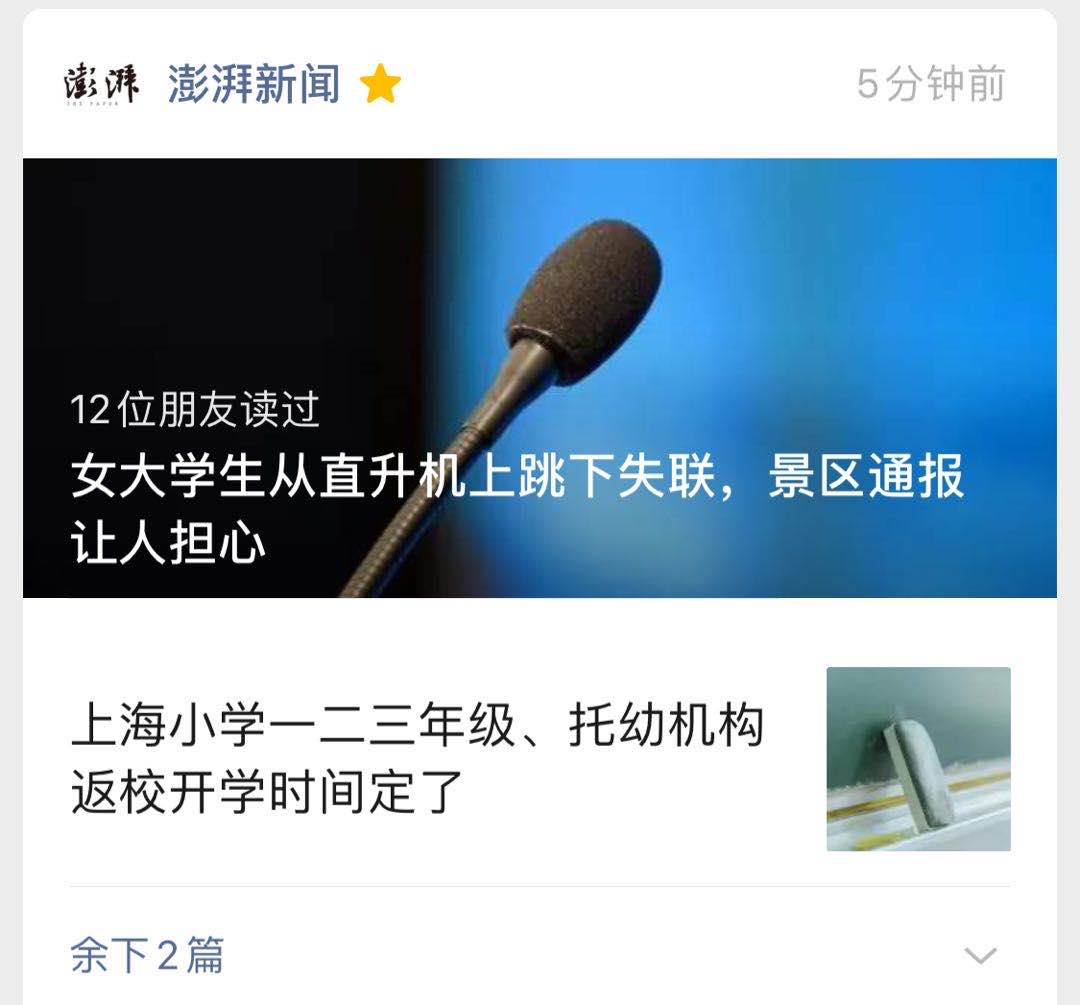 澎湃
THE PAPER
澎湃新闻
5分钟前
12位朋友读过
女大学生从直升机上跳下失联，景区通报
让人担心
上海小学一二三年级、托幼机构
返校开学时间定了
余下2篇